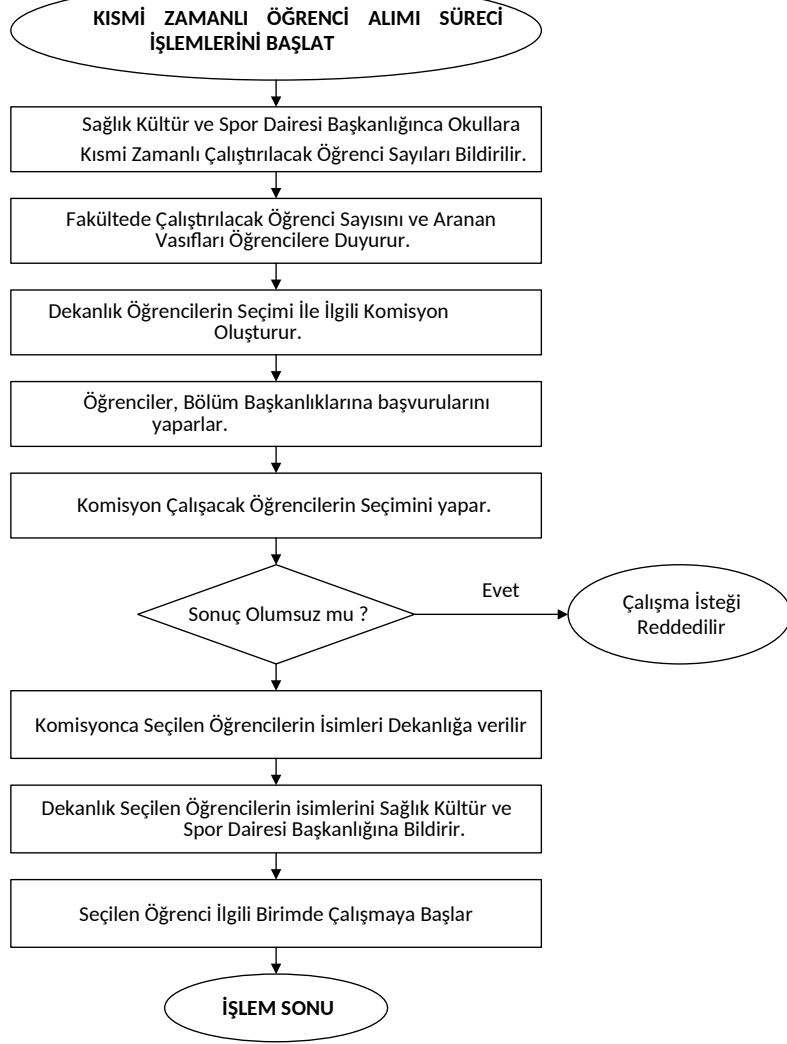 KISMİ ZAMANLI ÖĞRENCİ ALIMI SÜRECİ
İŞLEMLERİNİ BAŞLAT
Sağlık Kültür ve Spor Dairesi Başkanlığınca Okullara
Kısmi Zamanlı Çalıştırılacak Öğrenci Sayıları Bildirilir.
Fakültede Çalıştırılacak Öğrenci Sayısını ve Aranan
Vasıfları Öğrencilere Duyurur.
Dekanlık Öğrencilerin Seçimi İle İlgili Komisyon
Oluşturur.
Öğrenciler, Bölüm Başkanlıklarına başvurularını
yaparlar.
Komisyon Çalışacak Öğrencilerin Seçimini yapar.
Sonuç Olumsuz mu ?
Evet
Çalışma İsteği
Reddedilir
Komisyonca Seçilen Öğrencilerin İsimleri Dekanlığa verilir
Dekanlık Seçilen Öğrencilerin isimlerini Sağlık Kültür ve
Spor Dairesi Başkanlığına Bildirir.
Seçilen Öğrenci İlgili Birimde Çalışmaya Başlar
İŞLEM SONU